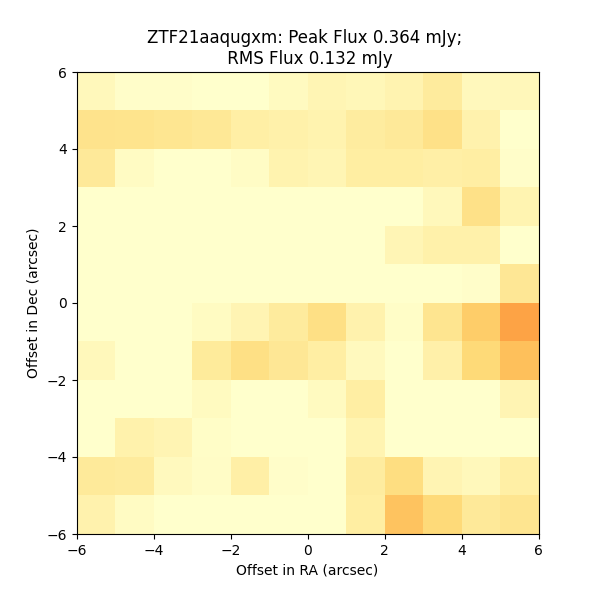 ZTF21aaqugxm: Peak Flux 0.364 mJy;
RMS Flux 0.132 mJy
6
4
2
0
−2
−4
−6
Offset in Dec (arcsec)
−6 −4 −2 0 2 4 6
Offset in RA (arcsec)